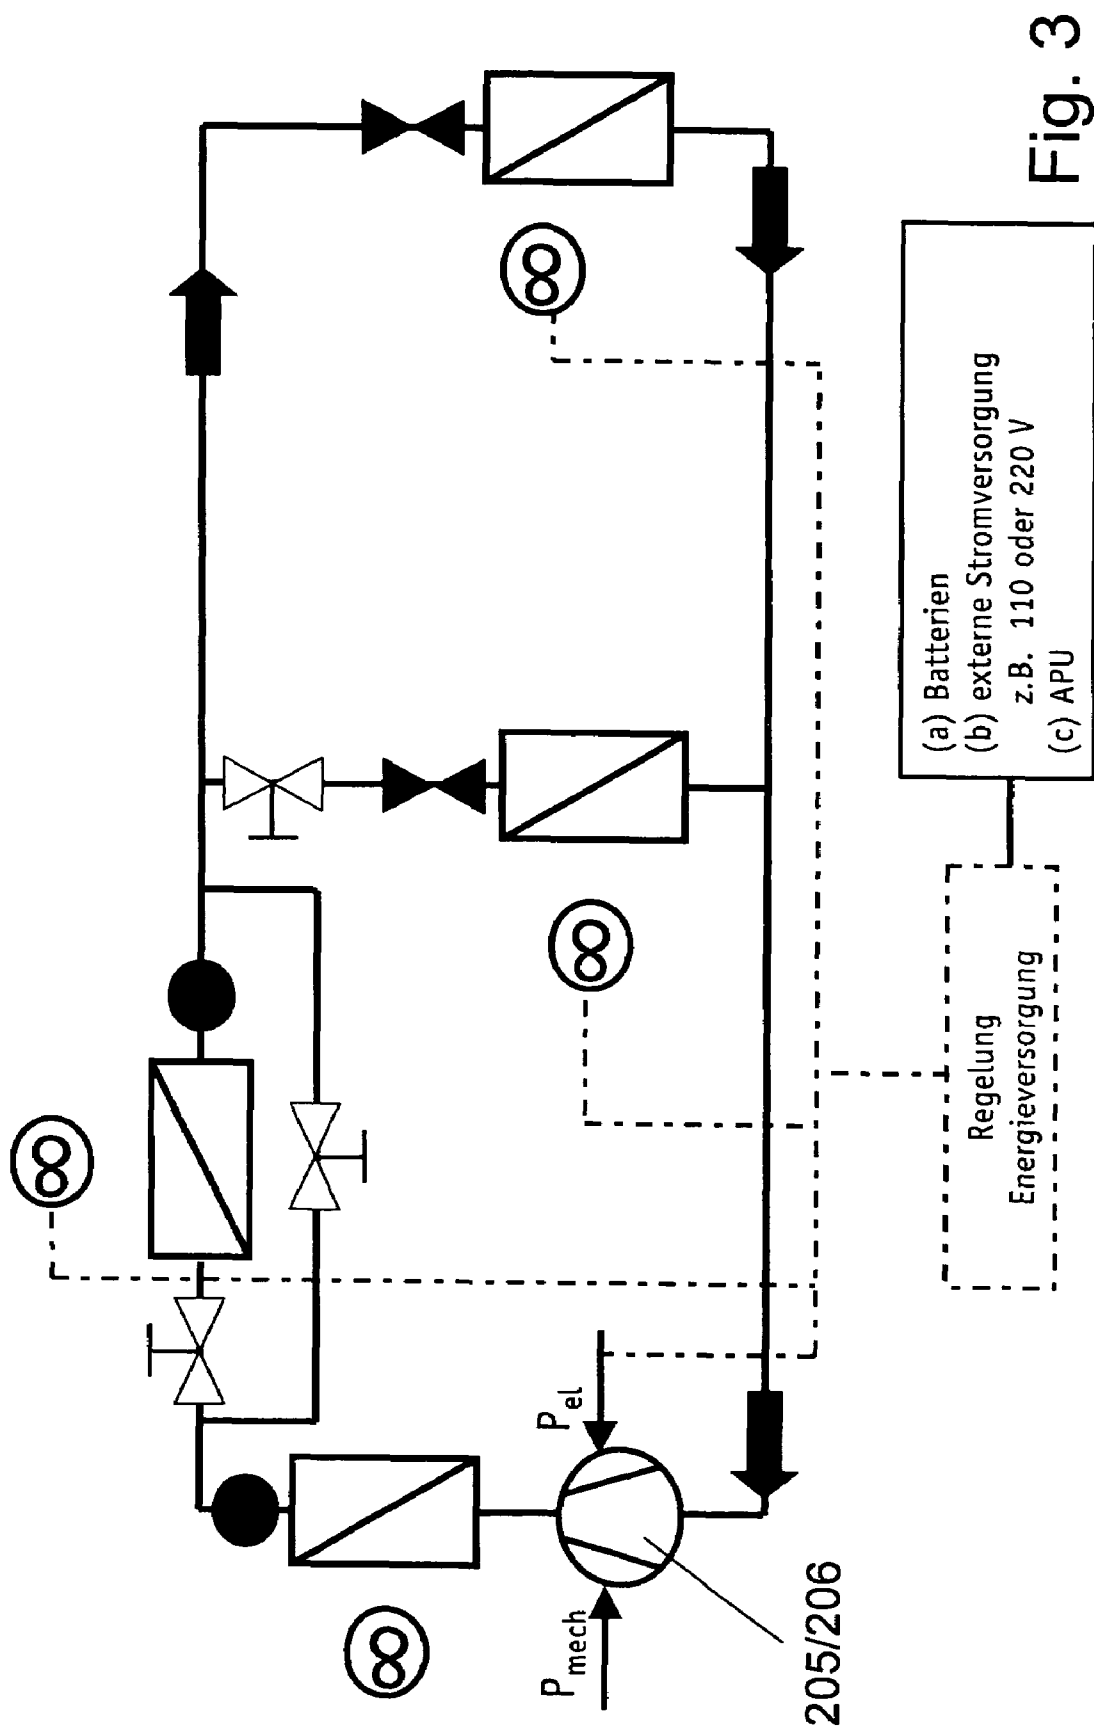 Fig. 3
P_mech
P_el
205/206
Regelung
Energieversorgung
(a) Batterien
(b) externe Stromversorgung
z.B. 110 oder 220 V
(c) APU